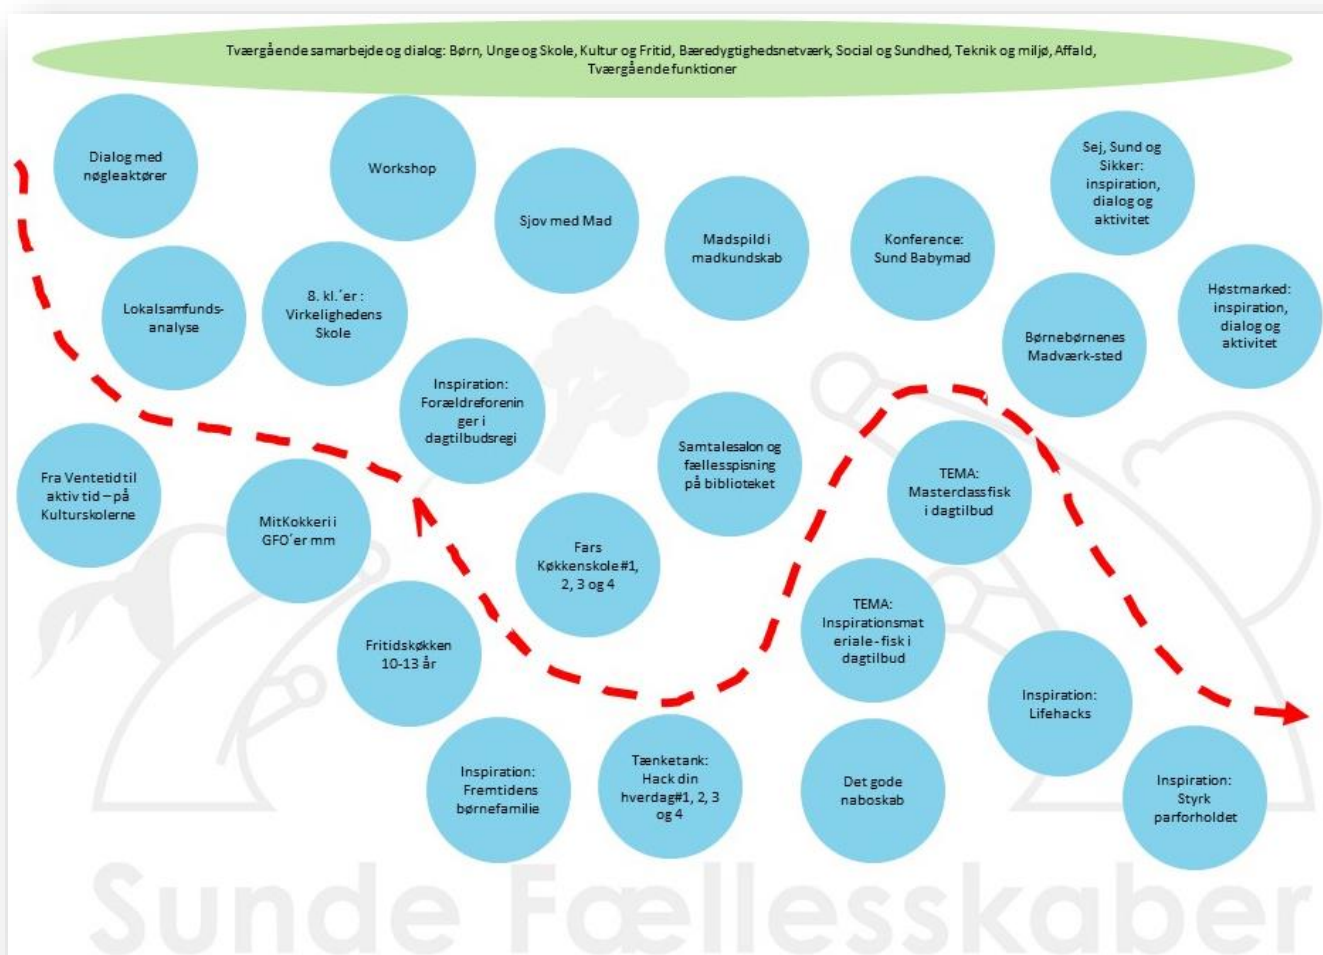 Tværgående samarbejde og dialog: Børn, Unge og Skole, Kultur og Fritid, Bæredygtighedsnetværk, Social og Sundhed, Teknik og miljø, Affald,
Tværgående funktioner
Dialog med
nøgleaktører
Workshop
Sjov med Mad
Madspild i
madkundskab
Konference:
Sund Babymad
Sej, Sund og
Sikker:
inspiration,
dialog og
aktivitet
Lokalsamfunds-
analyse
8. kl.´er :
Virkelighedens
Skole
Børnebørnenes
Madværk-sted
Høstmarked:
inspiration,
dialog og
aktivitet
Inspiration:
Forældreforenin
ger i
dagtilbudsregi
Fra Ventetid til
aktiv tid – på
Kulturskolerne
MitKokkeri i
GFO´er mm
Samtalesalon og
fællesspisning
på biblioteket
TEMA:
Masterclass fisk
i dagtilbud
Fars
Køkkenskole #1,
2, 3 og 4
Fritidskøkken
10-13 år
TEMA:
Inspirationsmat
eriale - fisk i
dagtilbud
Inspiration:
Lifehacks
Inspiration:
Fremtidens
børnefamilie
Tænketank:
Hack din
hverdag#1, 2, 3
og 4
Det gode
naboskab
Inspiration:
Styrk
parforholdet
Sunde Fællesskaber